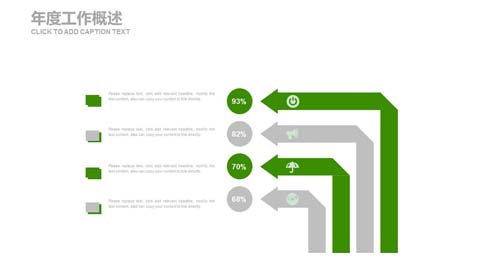 年度工作概述
CLICK TO ADD CAPTION TEXT
Please replace text, click add relevant headline, modify the
text content, also can copy your content to this directly.
93%
Please replace text, click add relevant headline, modify the
text content, also can copy your content to this directly.
82%
Please replace text, click add relevant headline, modify the
text content, also can copy your content to this directly.
70%
Please replace text, click add relevant headline, modify the
text content, also can copy your content to this directly.
68%